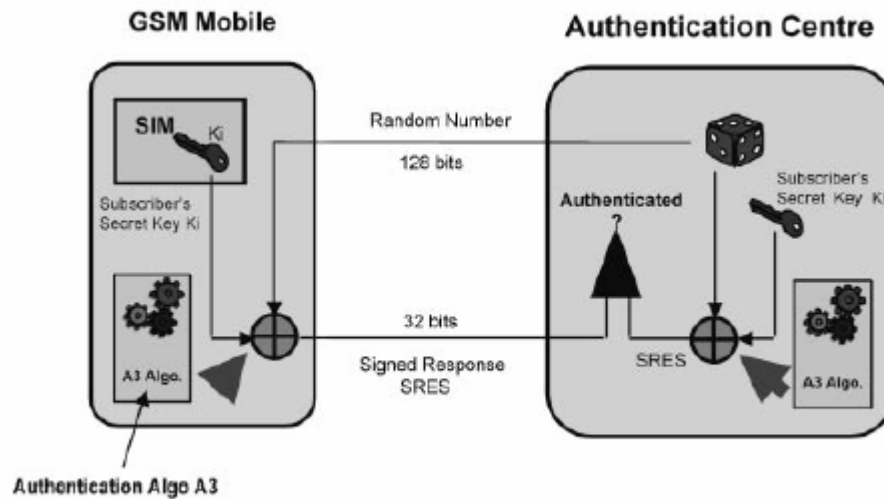 GSM Mobile
Authentication Centre
SIM
Ki
Random Number
128 bits
Subscriber's
Secret Key Ki
Authenticated
?
Subscriber's
Secret Key Ki
32 bits
Signed Response
SRES
SRES
A3 Algo.
A3 Algo.
Authentication Algo A3